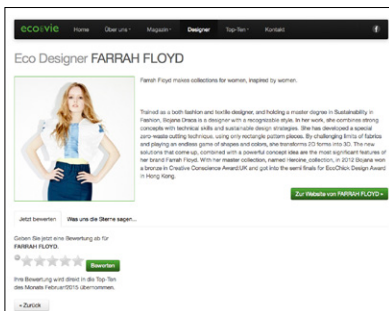 eco∞vie Home Über uns Magazin Designer Top-Ten Kontakt f
Eco Designer FARRAH FLOYD
Farrah Floyd makes collections for women, inspired by women.
Trained as a both fashion and textile designer, and holding a master degree in Sustainability in
Fashion, Bojana Draca is a designer with a recognizable style. In her work, she combines strong
concepts with technical skills and sustainable design strategies. She has developed a special
zero-waste cutting technique, using only rectangle pattern pieces. By challenging limits of fabrics
and playing an endless game of shapes and colors, she transforms 2D forms into 3D. The new
solutions that come-up, combined with a powerful concept idea are the most significant features of
her brand Farrah Floyd. With her master collection, named Heroine_collection, in 2012 Bojana won
a bronze in Creative Conscience Award/UK and got into the semi finals for EcoChick Design Award
in Hong Kong.
Zur Website von FARRAH FLOYD »
Jetzt bewerten Was uns die Sterne sagen...
Geben Sie jetzt eine Bewertung ab für
FARRAH FLOYD.
Bewerten
Ihre Bewertung wird direkt in die Top-Ten
des Monats Februar/2015 übernommen.
« Zurück